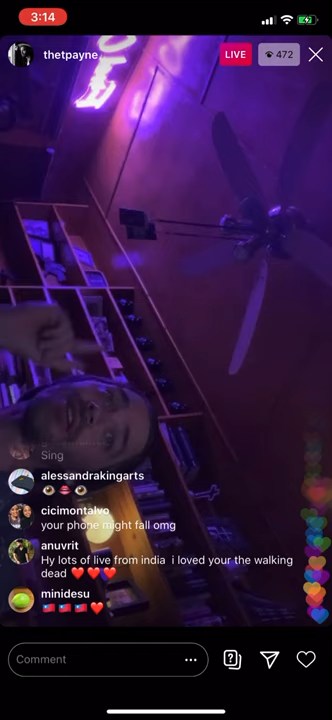 3:14
thetpayne
LIVE
472
Sing
alessandrakingarts
👁️👄👁️
cicimontalvo
your phone might fall omg
anuvrit
Hy lots of live from india i loved your the walking
dead ❤️❤️❤️
minidesu
🇹🇼🇹🇼🇹🇼❤️
Comment